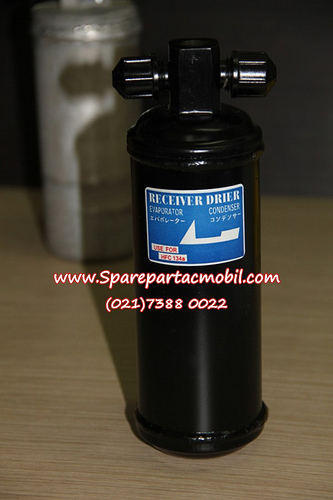 RECEIVER DRIER
EVAPORATOR CONDENSER
エバポレーター コンデンサー
USE FOR
HFC 134a
www.Sparepartacmobil.com
(021)7388 0022